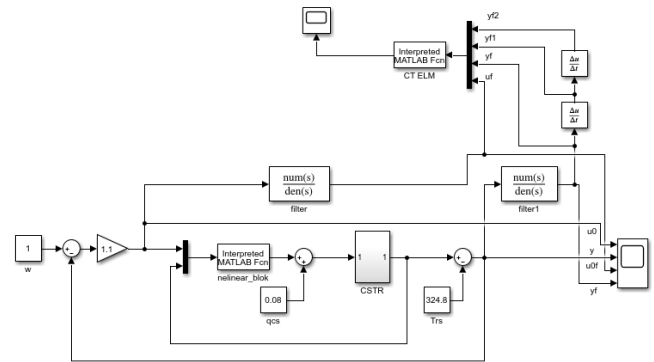 yf2
yf1
yf
uf
Interpreted
MATLAB Fcn
CT ELM
Δu
Δt
Δu
Δt
num(s)
den(s)
filter
num(s)
den(s)
filter1
u0
y
u0f
yf
1
w
1.1
Interpreted
MATLAB Fcn
nelinear_blok
0.08
qcs
1 1
CSTR
324.8
Trs